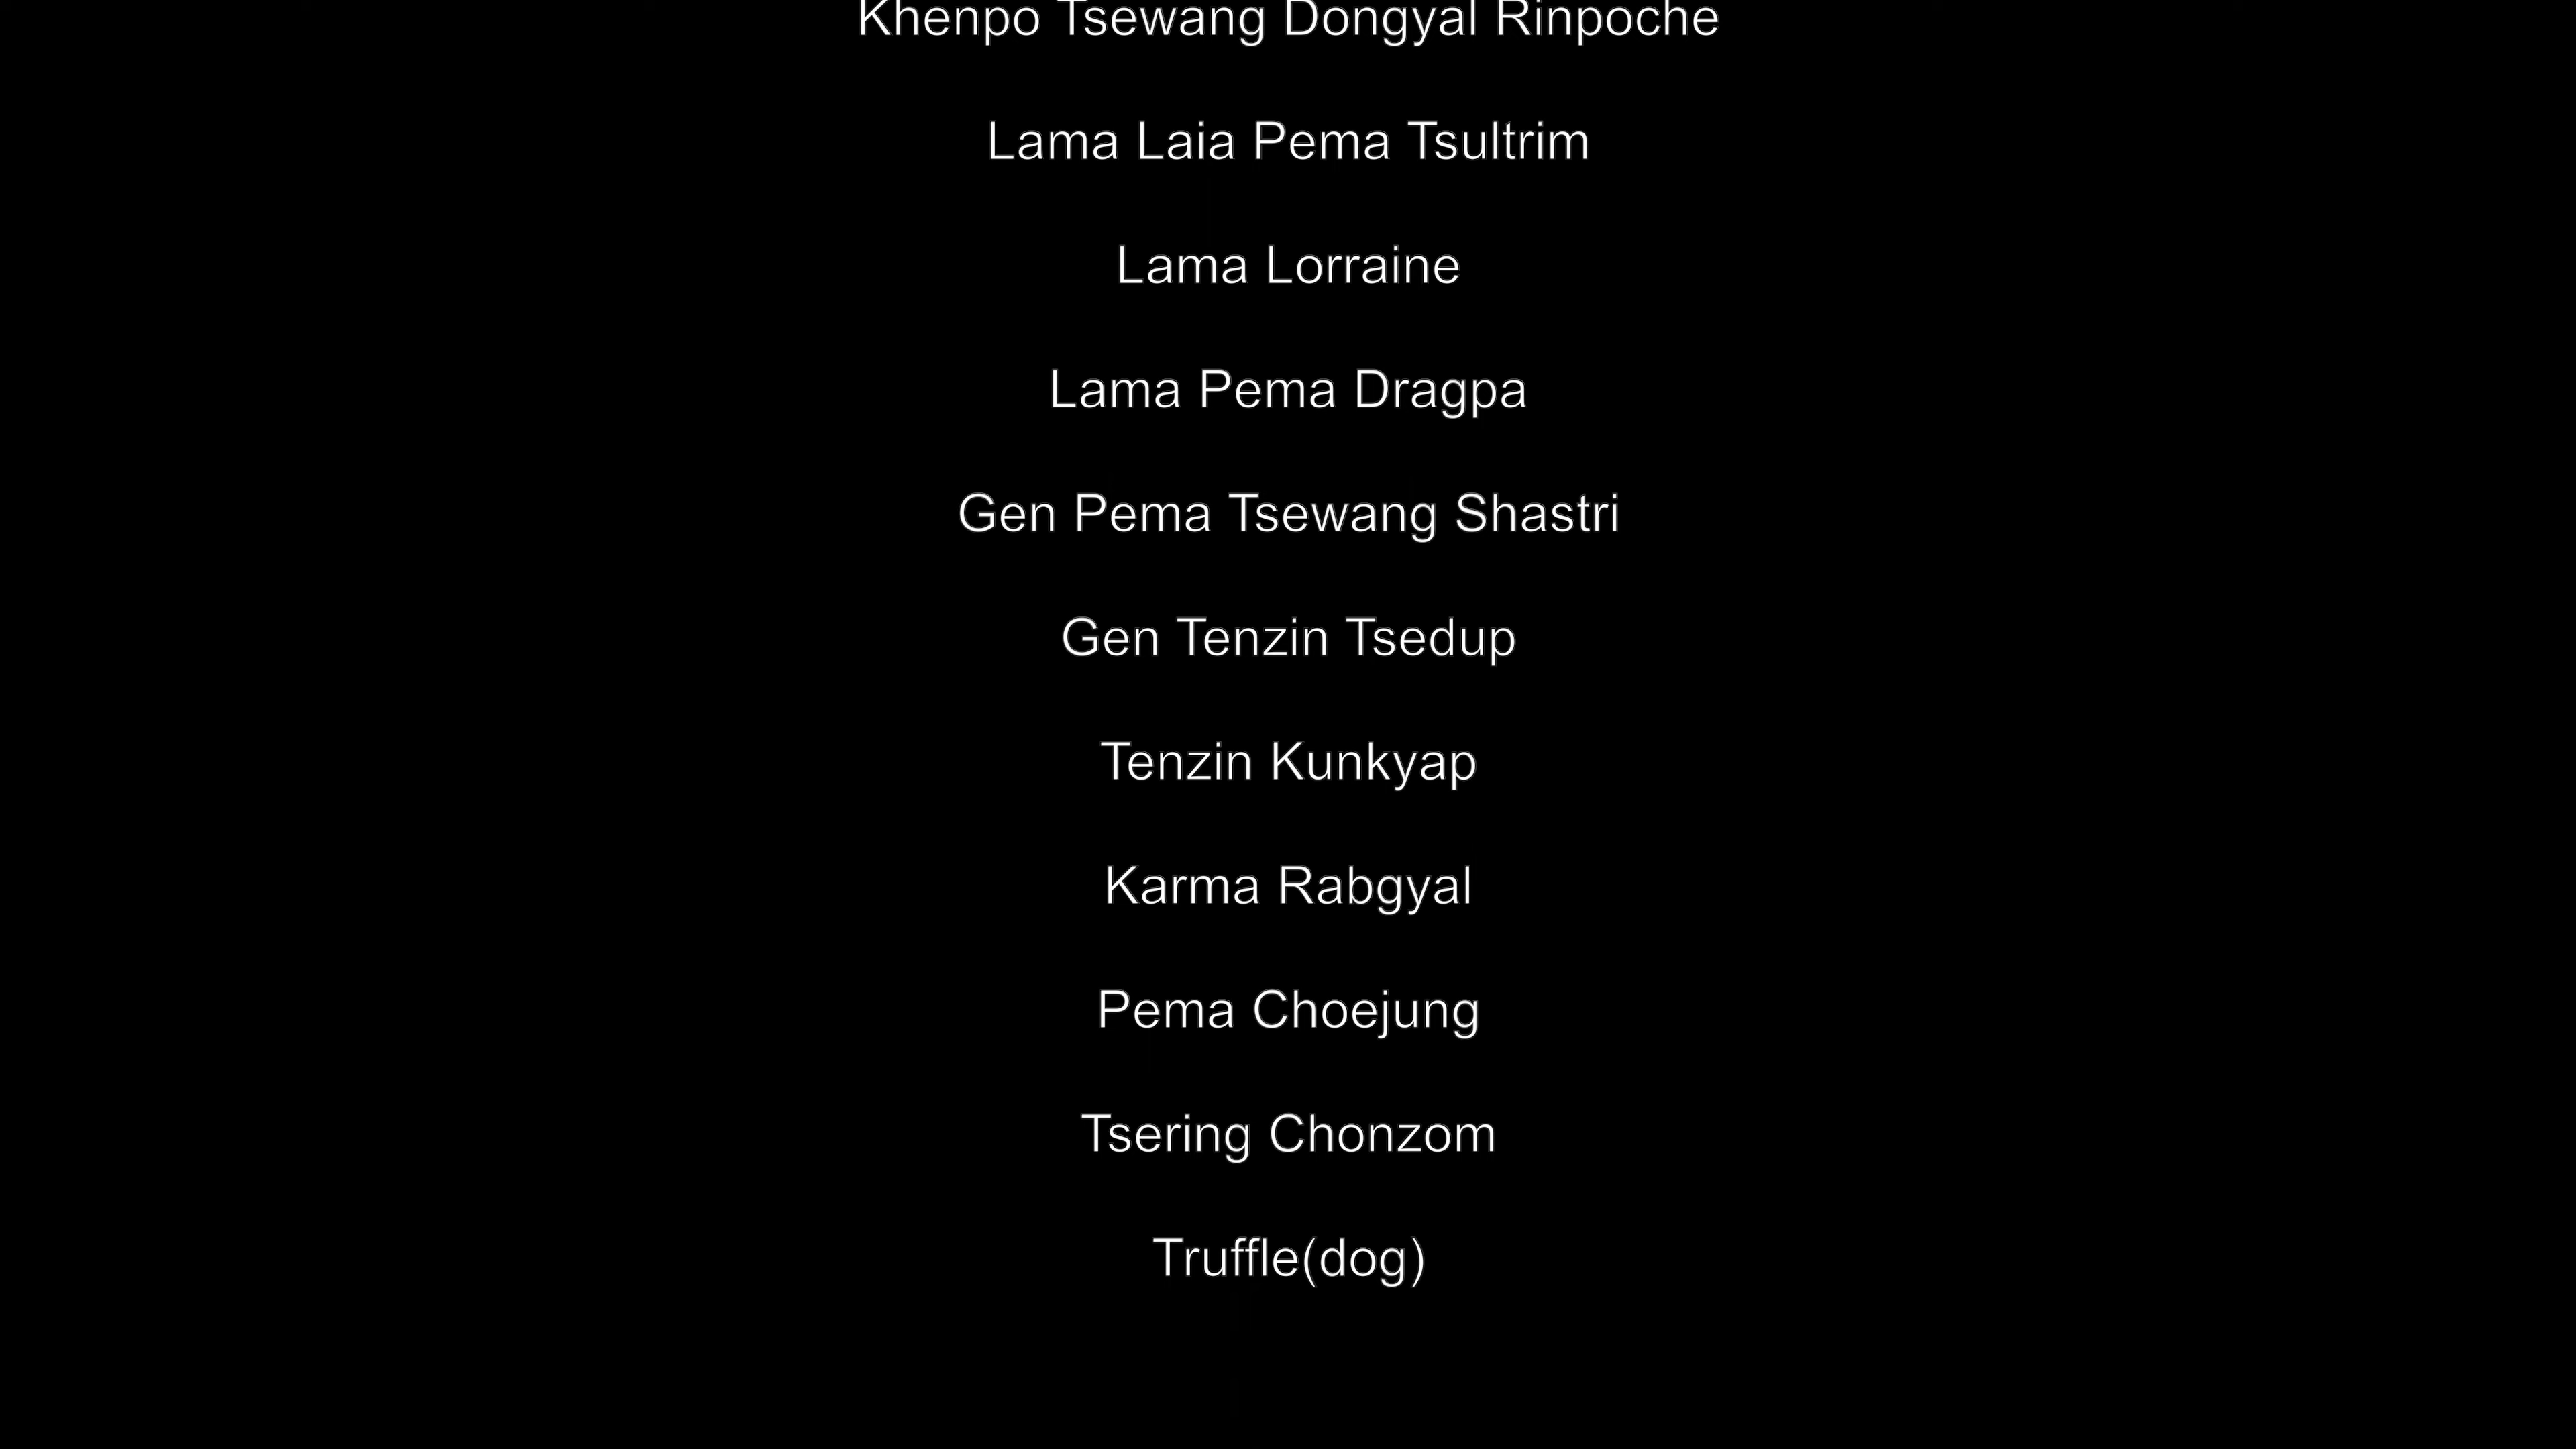 Khenpo Tsewang Dongyal Rinpoche
Lama Laia Pema Tsultrim
Lama Lorraine
Lama Pema Dragpa
Gen Pema Tsewang Shastri
Gen Tenzin Tsedup
Tenzin Kunkyap
Karma Rabgyal
Pema Choejung
Tsering Chonzom
Truffle(dog)